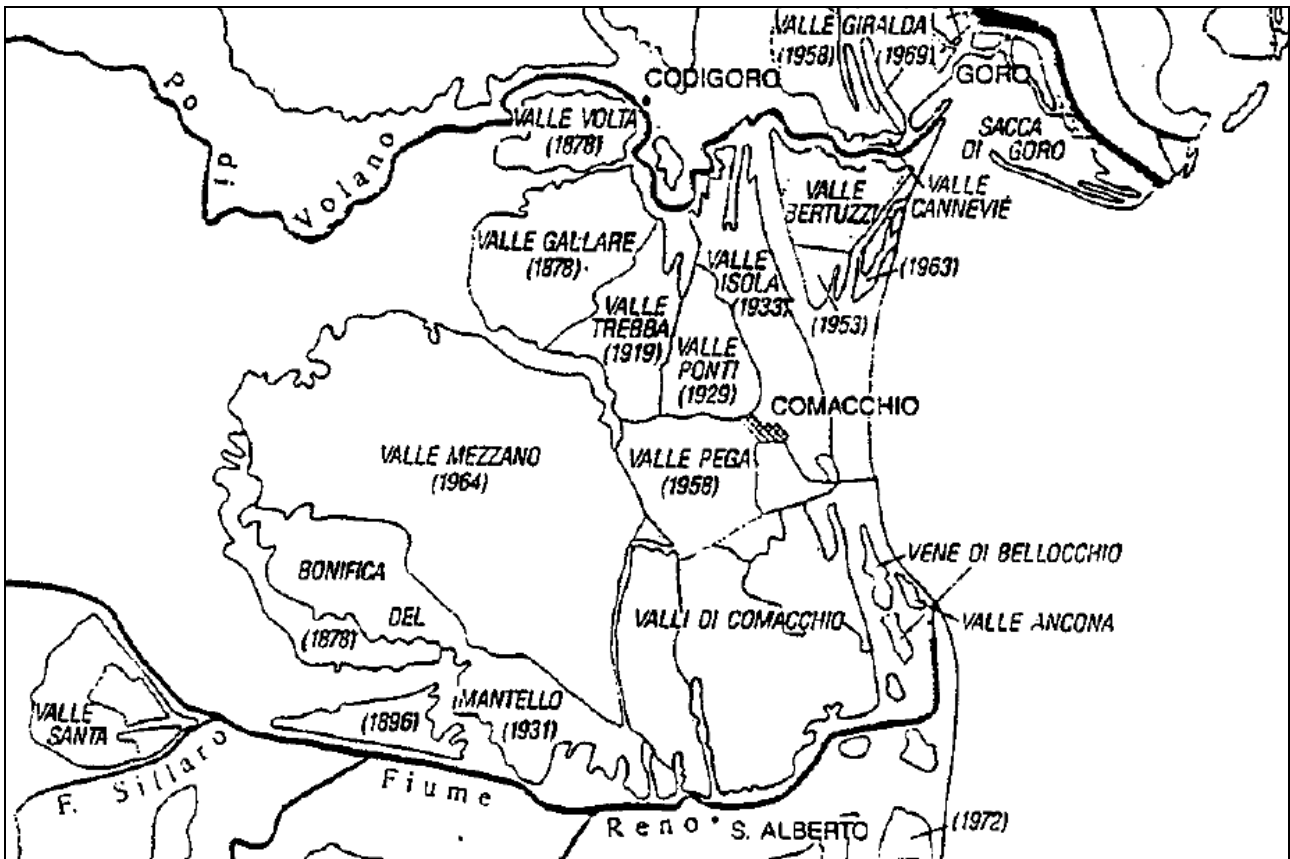 VALLE GIRALDA
(1958)
(1969)
CODIGORO
GORO
Po
di
Volano
VALLE VOLTA
(1878)
SACCA
DI GORO
VALLE
BERTUZZI
VALLE
CANNEVIÉ
VALLE GALLARE
(1878)
VALLE
ISOLA
(1933)
(1963)
(1953)
VALLE
TREBBA
(1919)
VALLE
PONTI
(1929)
COMACCHIO
VALLE MEZZANO
(1964)
VALLE PEGA
(1958)
BONIFICA
DEL
(1878)
VENE DI BELLOCCHIO
VALLI DI COMACCHIO
VALLE ANCONA
MANTELLO
(1931)
(1896)
VALLE
SANTA
F. Sillaro
Fiume
Reno
S. ALBERTO
(1972)